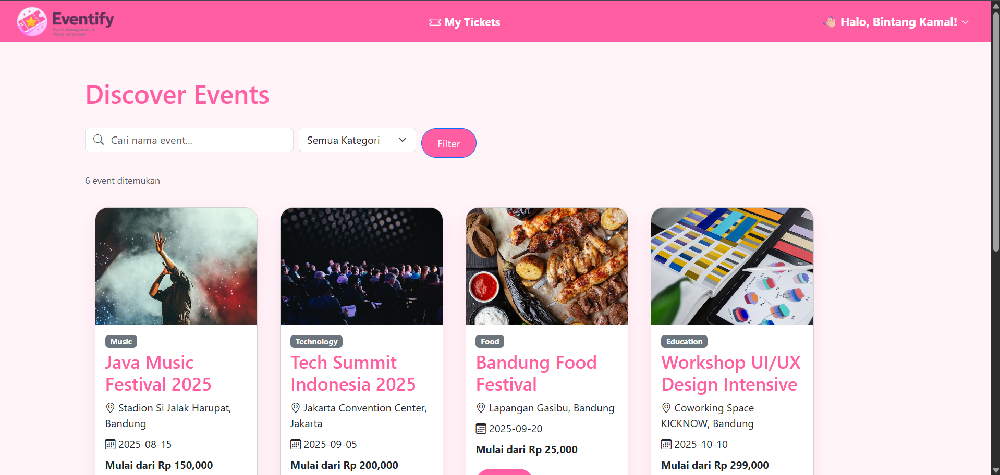 Eventify
Event Management &
Ticketing System
My Tickets
Halo, Bintang Kamal!
Discover Events
Cari nama event...
Semua Kategori
Filter
6 event ditemukan
Music
Java Music
Festival 2025
Stadion Si Jalak Harupat,
Bandung
2025-08-15
Mulai dari Rp 150,000
Technology
Tech Summit
Indonesia 2025
Jakarta Convention Center,
Jakarta
2025-09-05
Mulai dari Rp 200,000
Food
Bandung Food
Festival
Lapangan Gasibu, Bandung
2025-09-20
Mulai dari Rp 25,000
Education
Workshop UI/UX
Design Intensive
Coworking Space
KICKNOW, Bandung
2025-10-10
Mulai dari Rp 299,000